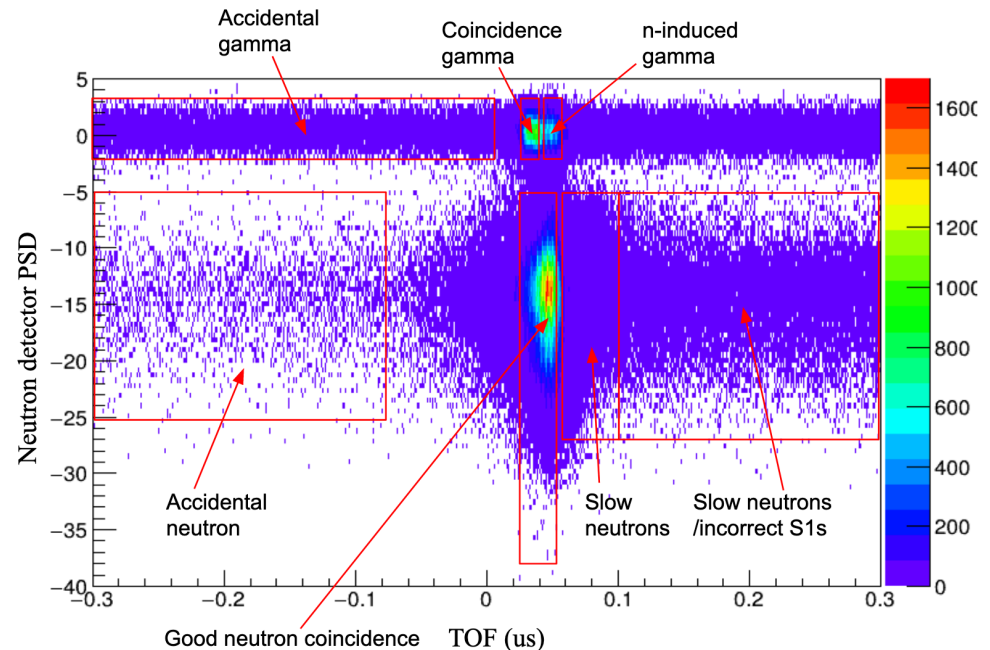 Accidental
gamma
Coincidence
gamma
n-induced
gamma
5
0
−5
−10
−15
−20
−25
−30
−35
−40
Neutron detector PSD
Accidental
neutron
Slow
neutrons
Slow neutrons
/incorrect S1s
1600
1400
1200
1000
800
600
400
200
0
−0.3
−0.2
−0.1
0
0.1
0.2
0.3
Good neutron coincidence
TOF (us)